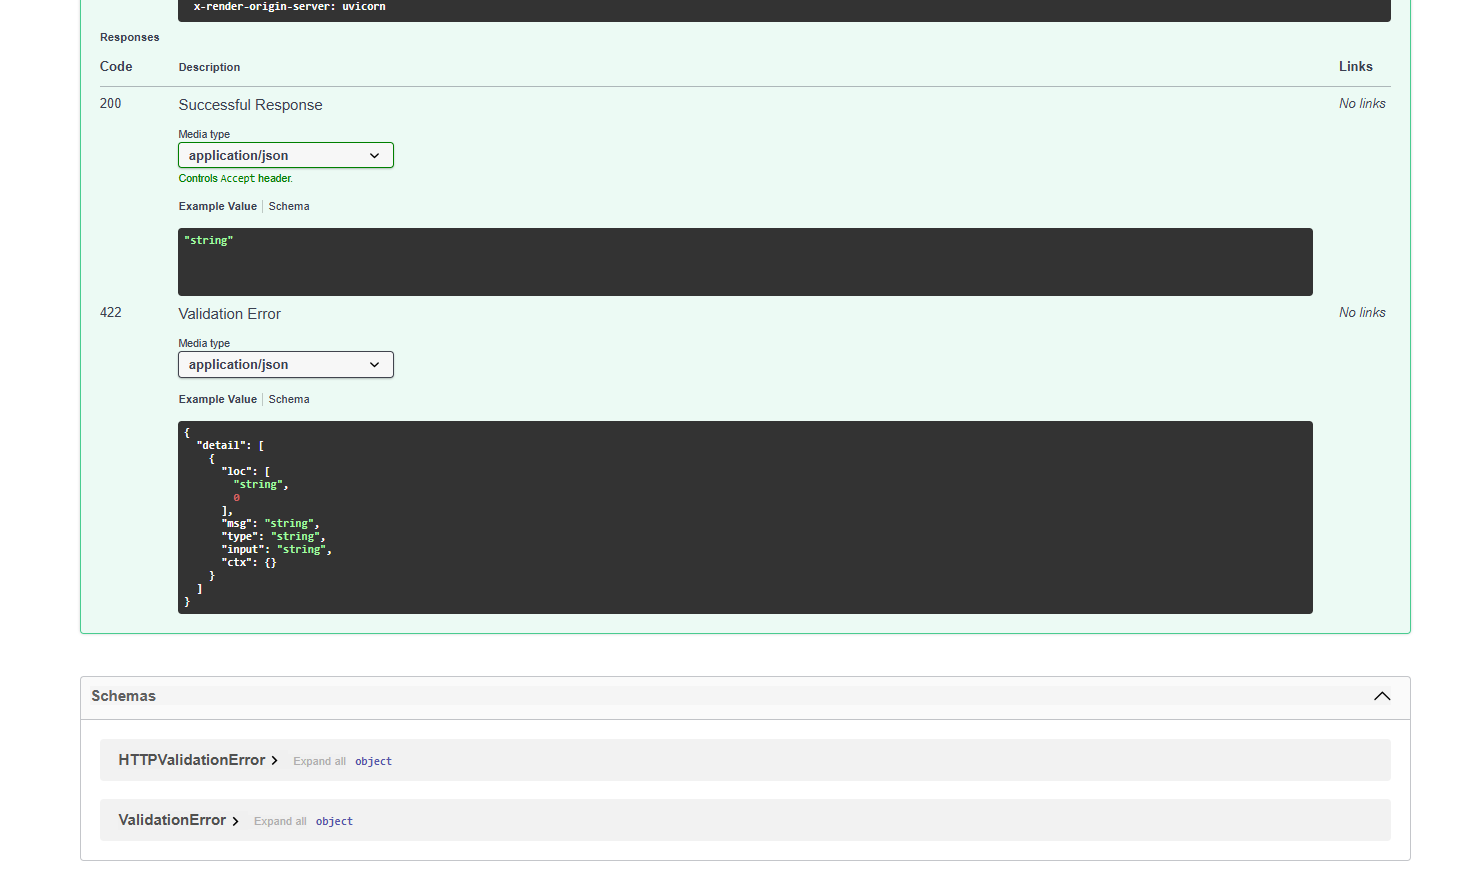 x-render-origin-server: uvicorn
Responses
Code Description Links
200 Successful Response No links
Media type
application/json
Controls Accept header.
Example Value Schema
"string"
422 Validation Error No links
Media type
application/json
Example Value Schema
{
  "detail": [
    {
      "loc": [
        "string",
        0
      ],
      "msg": "string",
      "type": "string",
      "input": "string",
      "ctx": {}
    }
  ]
}
Schemas
HTTPValidationError Expand all object
ValidationError Expand all object